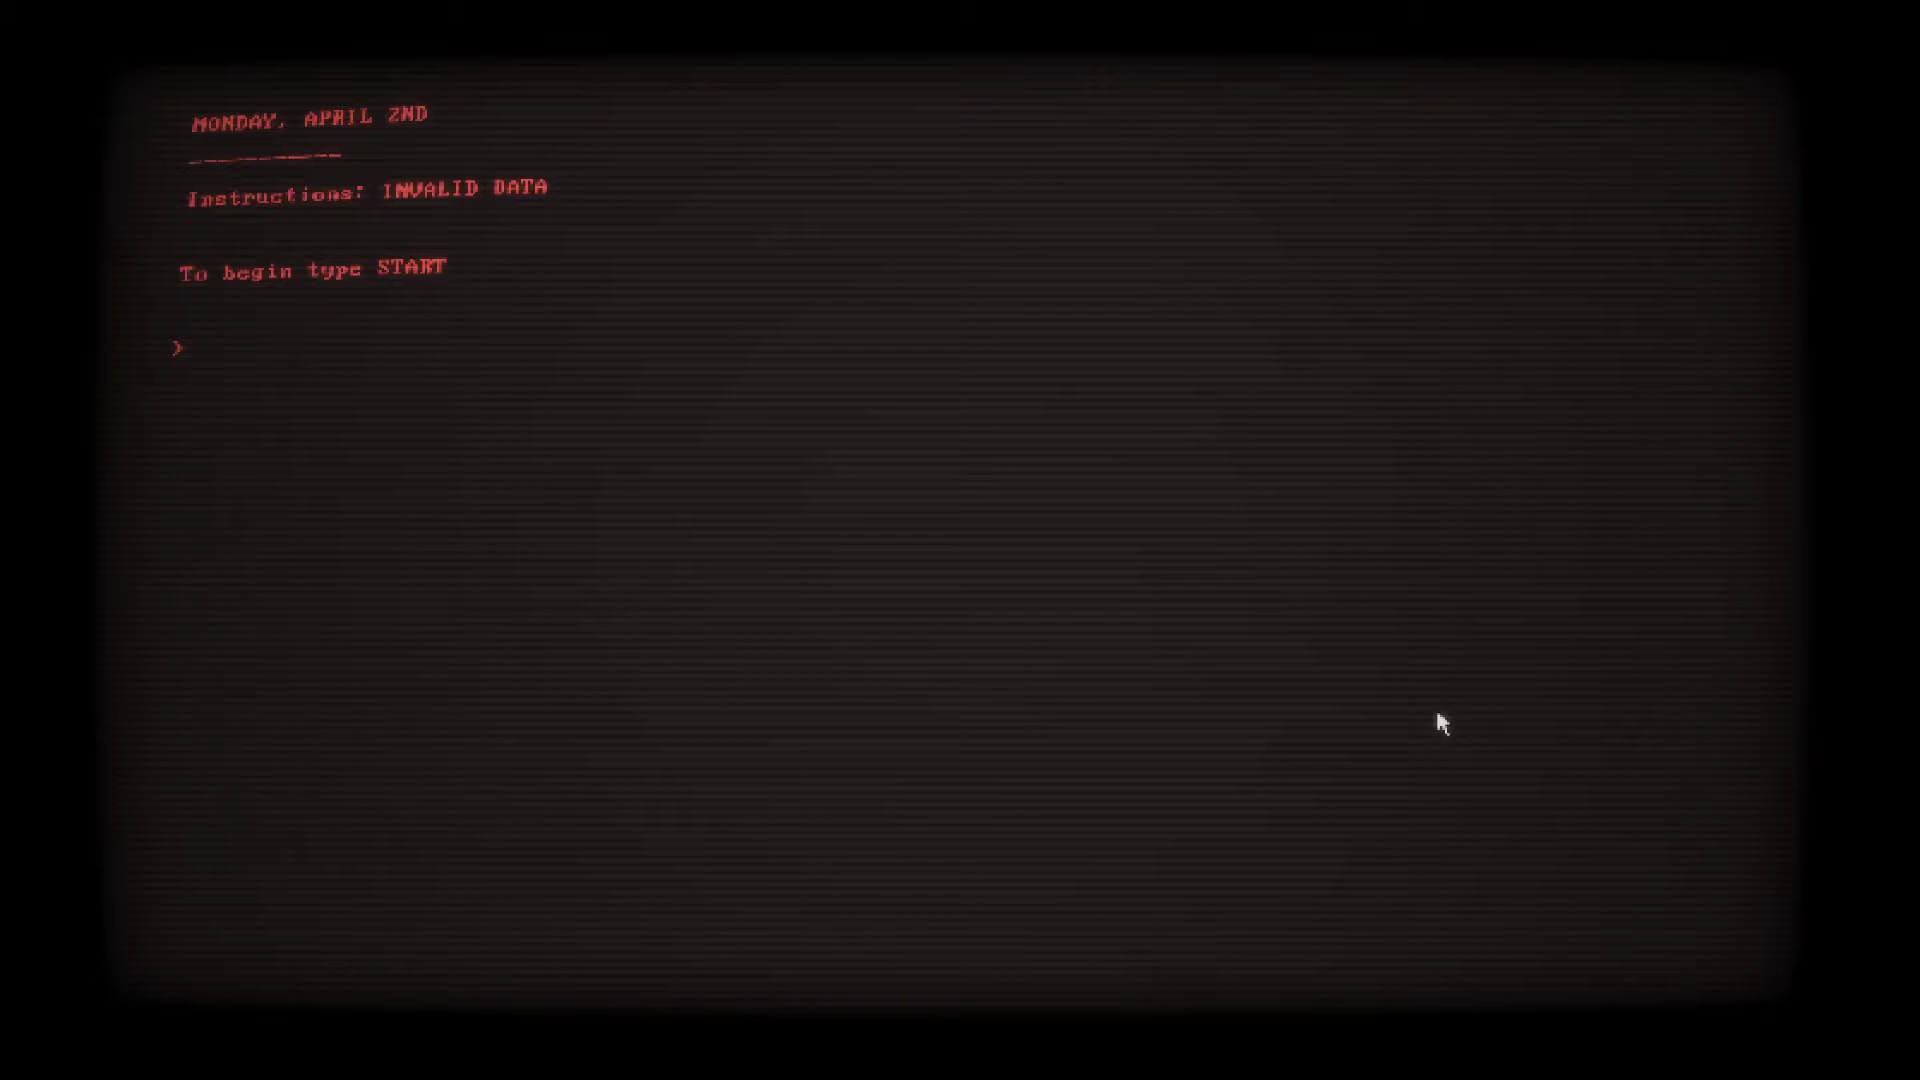 MONDAY, APRIL 2ND
-----------
Instructions: INVALID DATA
To begin type START
>